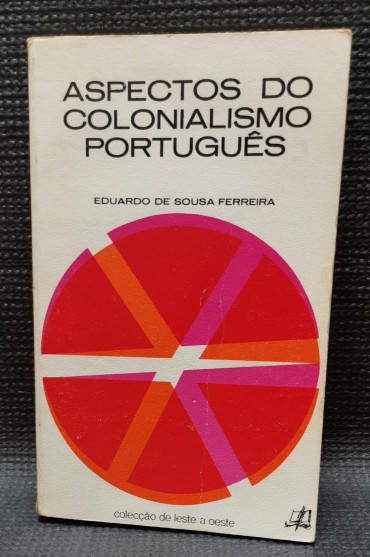 ASPECTOS DO
COLONIALISMO
PORTUGUÊS
EDUARDO DE SOUSA FERREIRA
colecção de leste a oeste